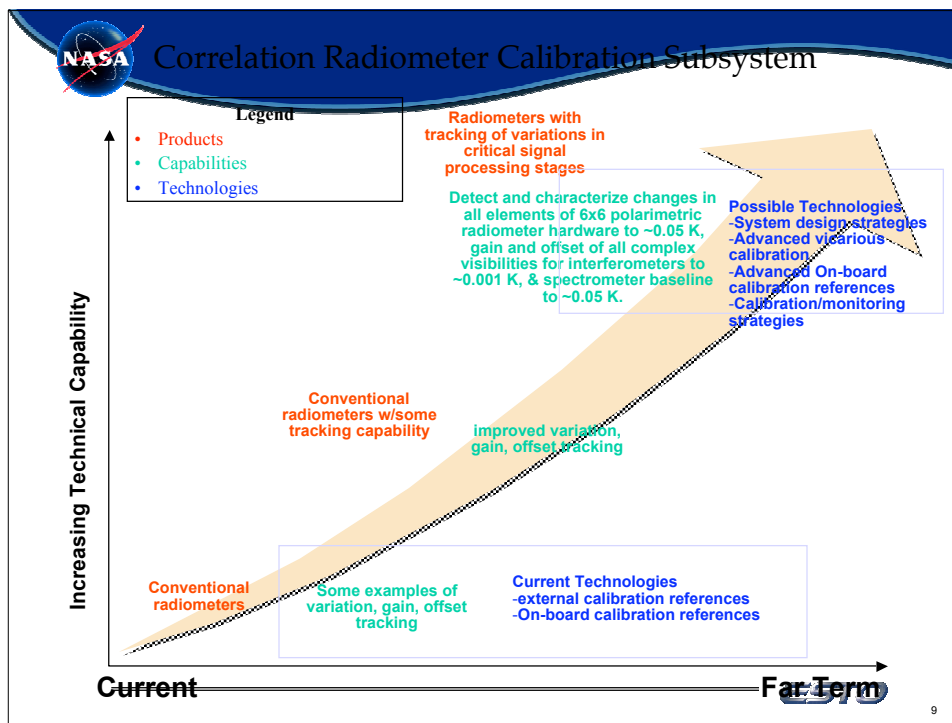 NASA
Correlation Radiometer Calibration Subsystem
Legend
• Products
• Capabilities
• Technologies
Radiometers with
tracking of variations in
critical signal
processing stages
Detect and characterize changes in
all elements of 6x6 polarimetric
radiometer hardware to ~0.05 K,
gain and offset of all complex
visibilities for interferometers to
~0.001 K, & spectrometer baseline
to ~0.05 K.
Possible Technologies
-System design strategies
-Advanced vicarious
calibration
-Advanced On-board
calibration references
-Calibration/monitoring
strategies
Increasing Technical Capability
Conventional
radiometers w/some
tracking capability
improved variation,
gain, offset tracking
Conventional
radiometers
Some examples of
variation, gain, offset
tracking
Current Technologies
-external calibration references
-On-board calibration references
Current
Far Term
ESTO
9